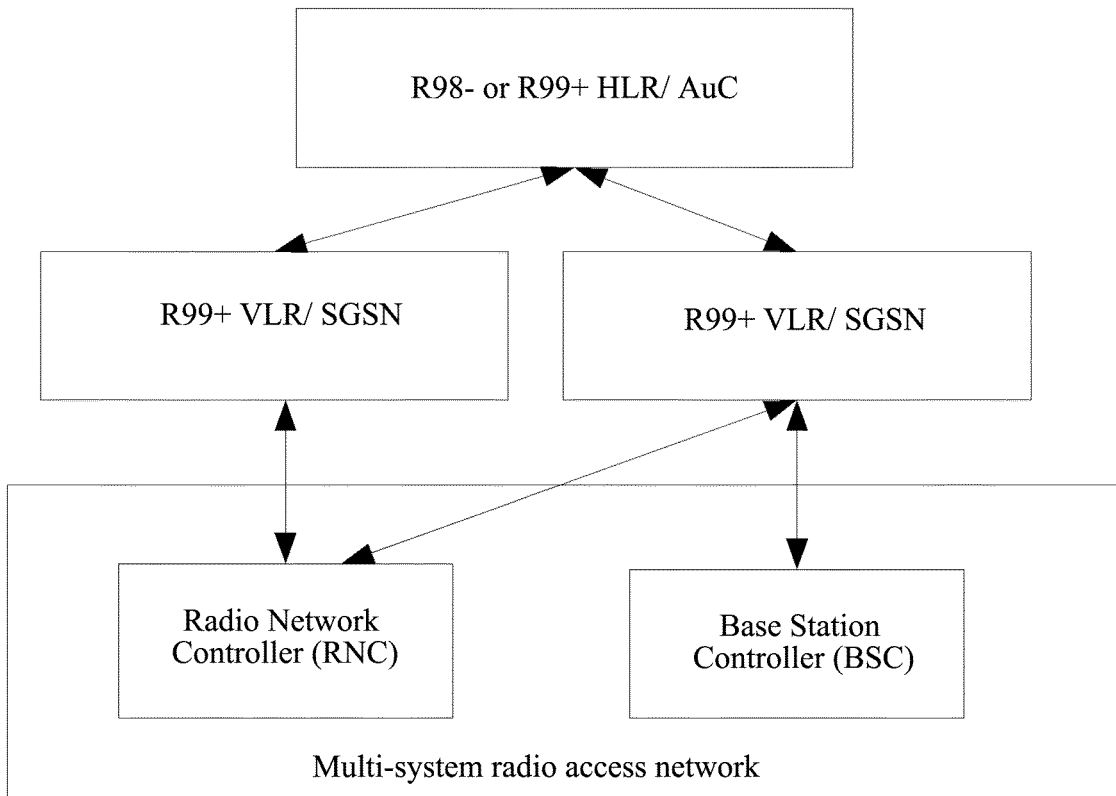 R98- or R99+ HLR/ AuC
R99+ VLR/ SGSN
R99+ VLR/ SGSN
Radio Network
Controller (RNC)
Base Station
Controller (BSC)
Multi-system radio access network